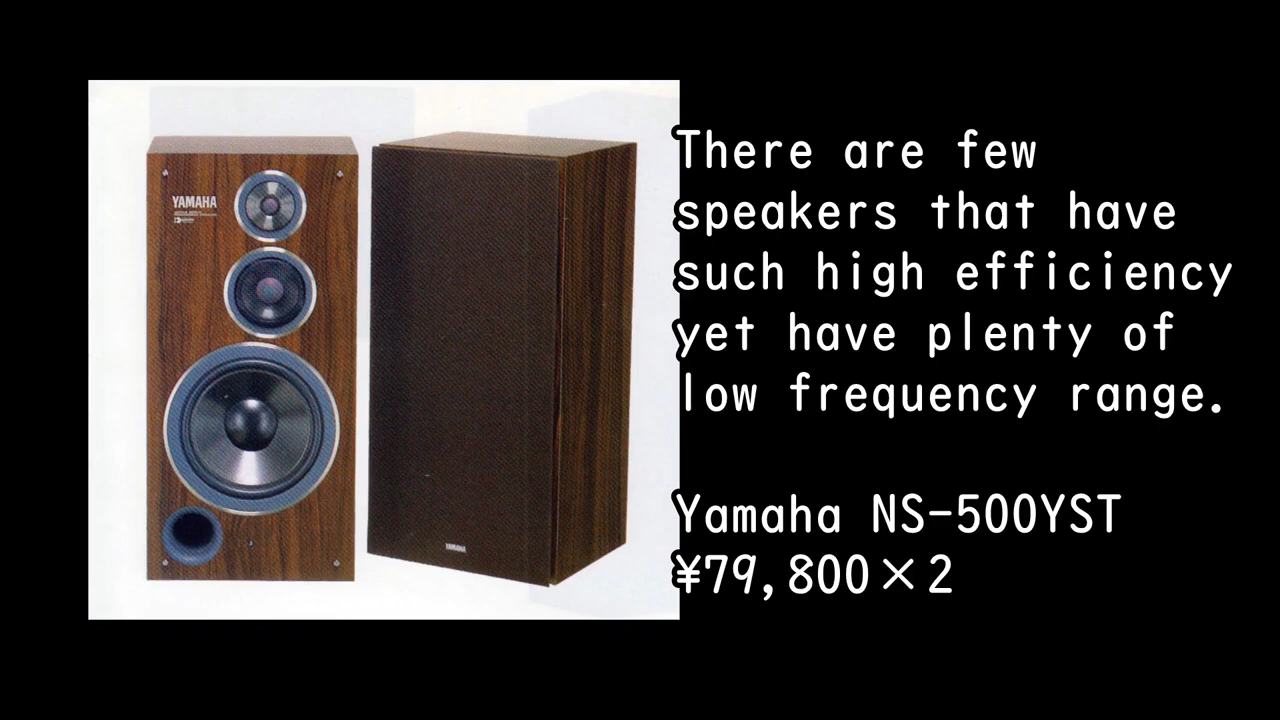 YAMAHA
There are few
speakers that have
such high efficiency
yet have plenty of
low frequency range.
Yamaha NS-500YST
¥79,800×2
YAMAHA